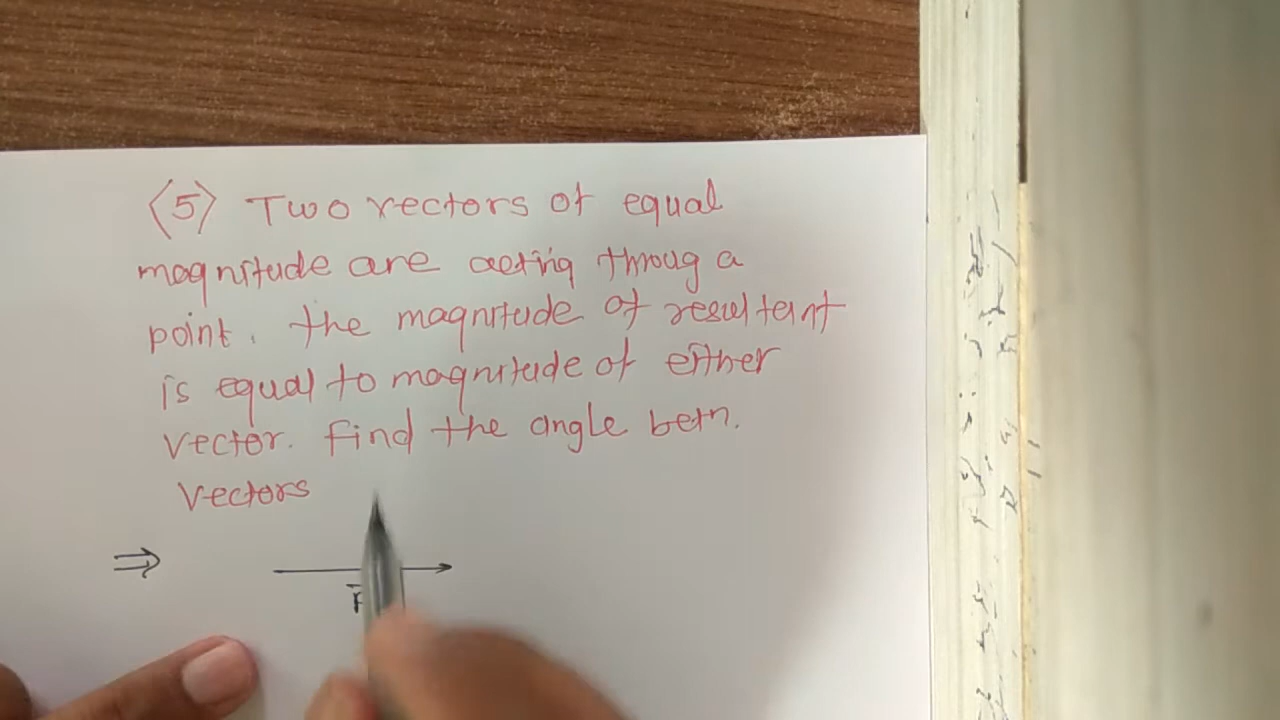 <5> Two vectors of equal
magnitude are acting throug a
point. The magnitude of resultant
is equal to magnitude of either
vector. Find the angle betn.
vectors
⇒